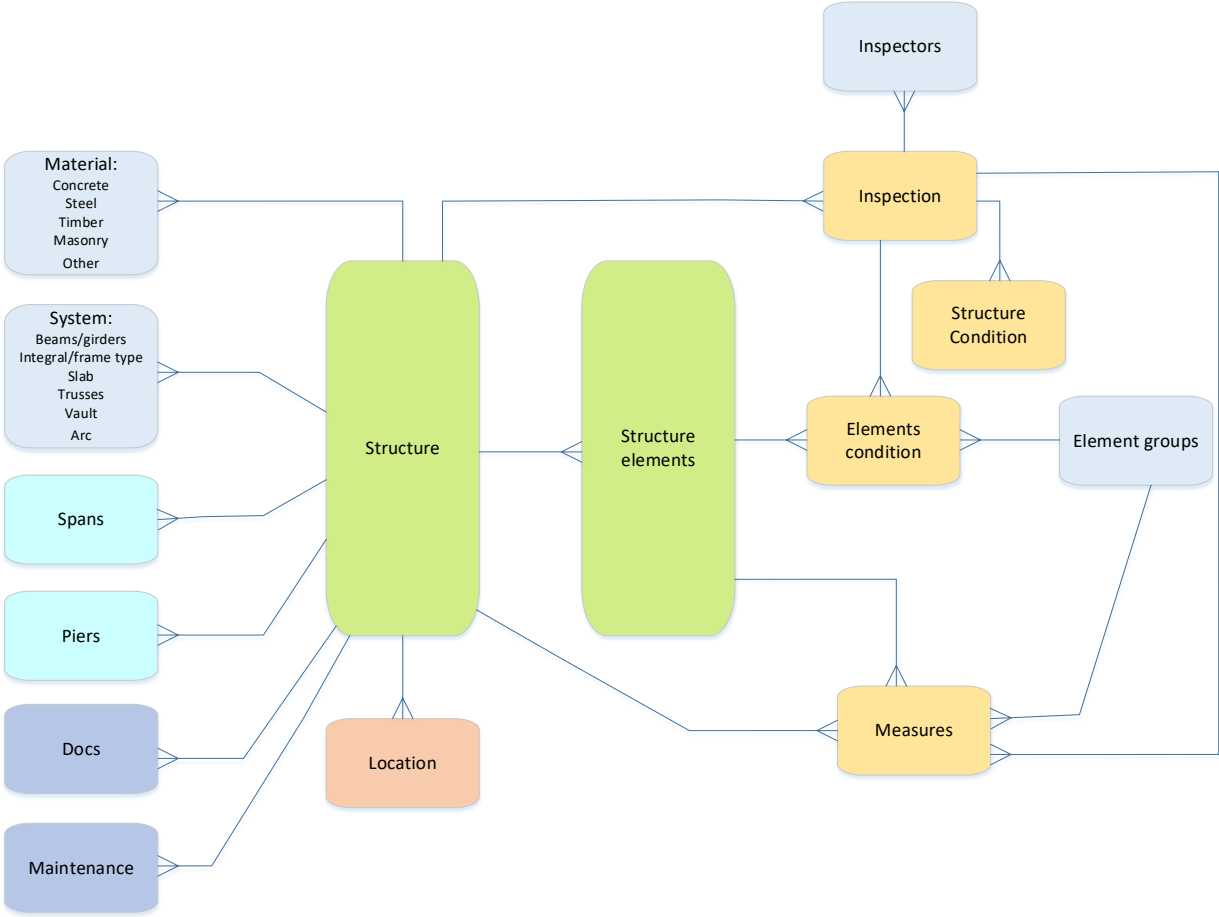 Inspectors
Material:
Concrete
Steel
Timber
Masonry
Other
Inspection
System:
Beams/girders
Integral/frame type
Slab
Trusses
Vault
Arc
Structure
Condition
Structure
Structure
elements
Elements
condition
Element groups
Spans
Piers
Docs
Location
Measures
Maintenance